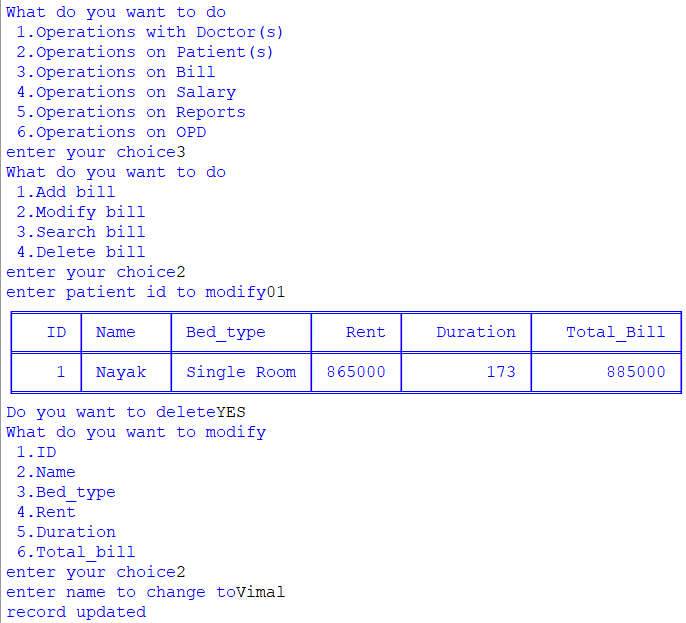 What do you want to do
1.Operations with Doctor(s)
2.Operations on Patient(s)
3.Operations on Bill
4.Operations on Salary
5.Operations on Reports
6.Operations on OPD
enter your choice3
What do you want to do
1.Add bill
2.Modify bill
3.Search bill
4.Delete bill
enter your choice2
enter patient id to modify01
ID Name Bed_type Rent Duration Total_Bill
1 Nayak Single Room 865000 173 885000
Do you want to deleteYES
What do you want to modify
1.ID
2.Name
3.Bed_type
4.Rent
5.Duration
6.Total_bill
enter your choice2
enter name to change toVimal
record updated